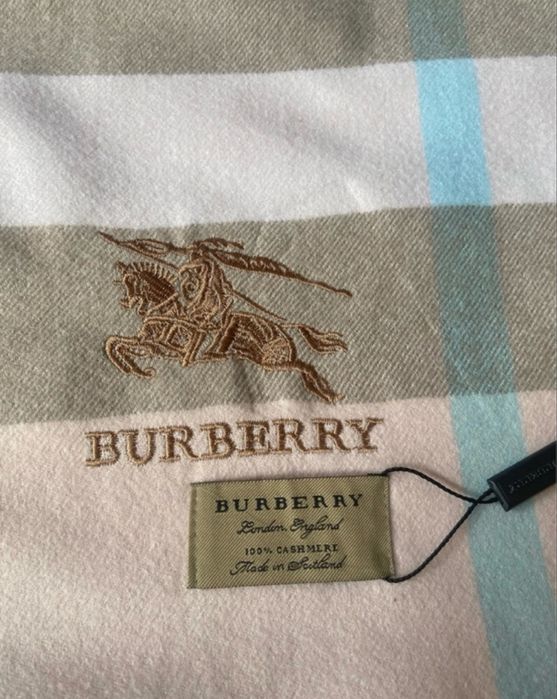 BURBERRY
BURBERRY
London, England
100% CASHMERE
Made in Scotland